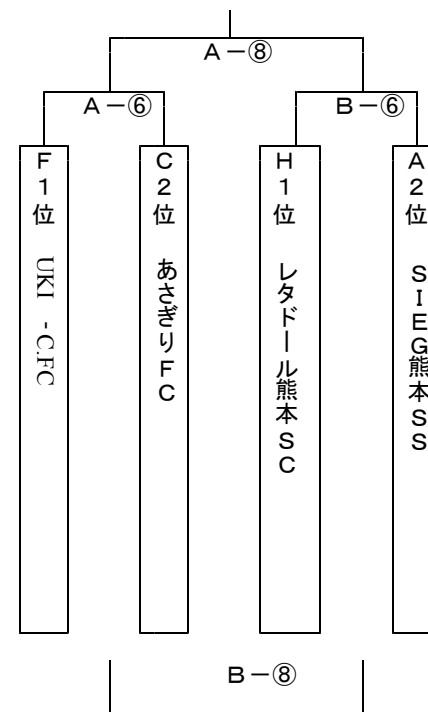 A－⑧
A－⑥
B－⑥
F1位 UKI -C.FC
C2位 あさぎりFC
H1位 レタドール熊本SC
A2位 SIEG熊本SS
B－⑧